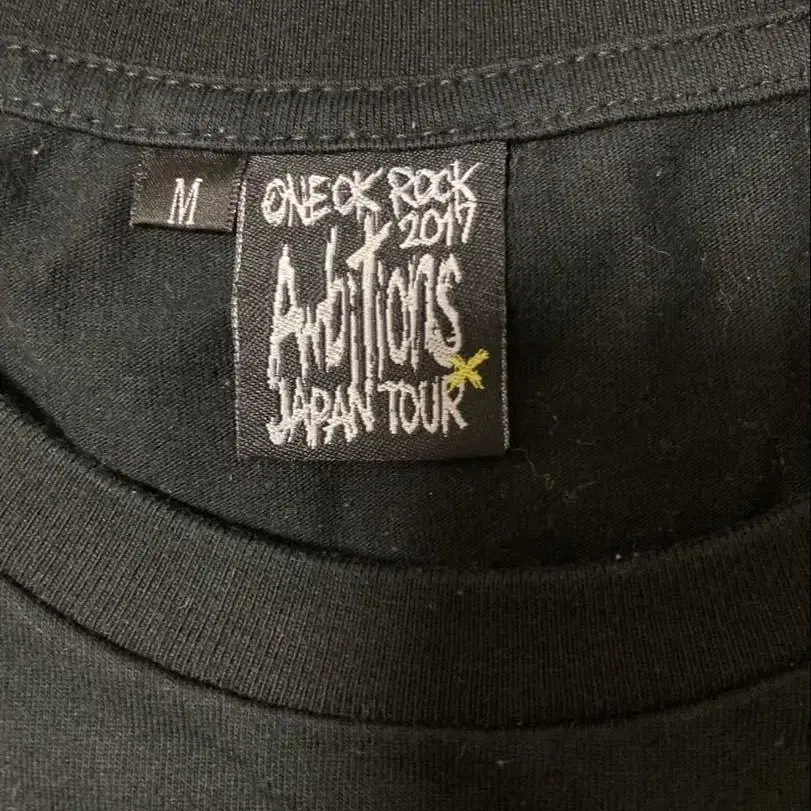 M
ONE OK ROCK
2017
Ambitions
JAPAN TOUR